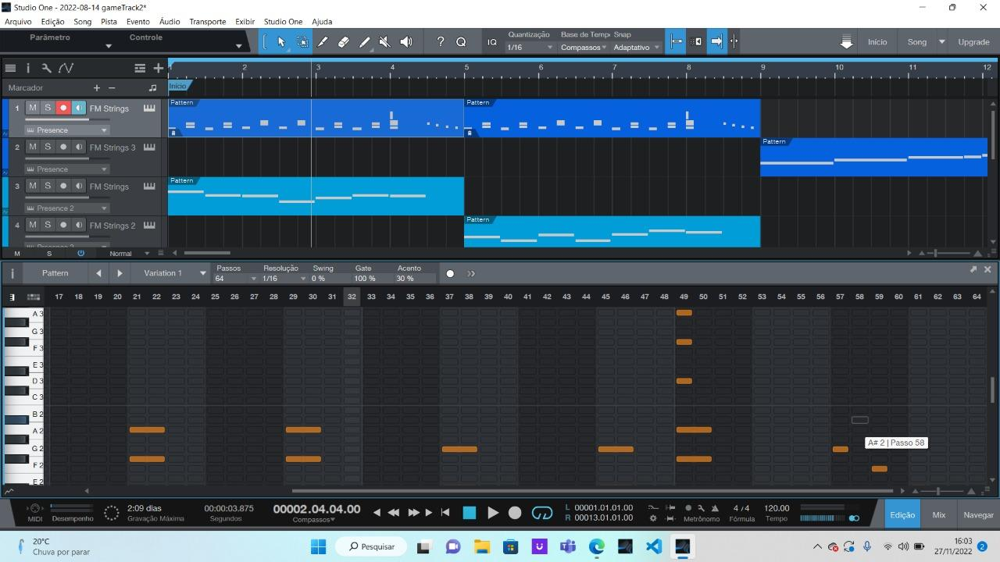 Studio One - 2022-08-14 gameTrack2*
Arquivo Edição Song Pista Evento Áudio Transporte Exibir Studio One Ajuda
Parâmetro Controle
? Q IQ
Quantização Base de Tempo Snap
1/16 Compassos Adaptativo
Início Song Upgrade
1 2 3 4 5 6 7 8 9 10 11 12
Marcador + −
Início
1 M S FM Strings
Presence
Pattern Pattern
2 M S FM Strings 3
Presence
Pattern
3 M S FM Strings
Presence 2
Pattern
4 M S FM Strings 2
Pattern
M S Normal
Pattern Variation 1
Passos Resolução Swing Gate Acento
64 1/16 0 % 100 % 30 %
17 18 19 20 21 22 23 24 25 26 27 28 29 30 31 32 33 34 35 36 37 38 39 40 41 42 43 44 45 46 47 48 49 50 51 52 53 54 55 56 57 58 59 60 61 62 63 64
A 3
G 3
F 3
E 3
D 3
C 3
B 2
A 2
G 2
F 2
E 2
A# 2 | Passo 58
MIDI Desempenho
2:09 dias
Gravação Máxima
00:00:03.875
Segundos
00002.04.04.00
Compassos
L 00001.01.01.00
R 00013.01.01.00
Metrônomo
4 / 4
Fórmula
120.00
Tempo
Edição Mix Navegar
20°C
Pesquisar
16:03
27/11/2022
2